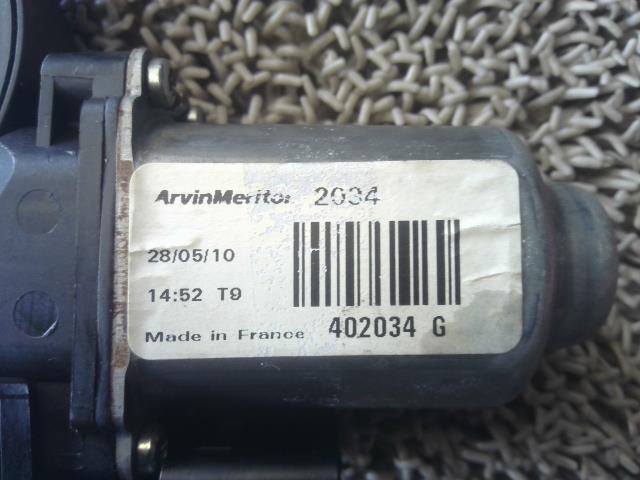 ArvinMeritor 2034
28/05/10
14:52 T9
Made in France 402034 G